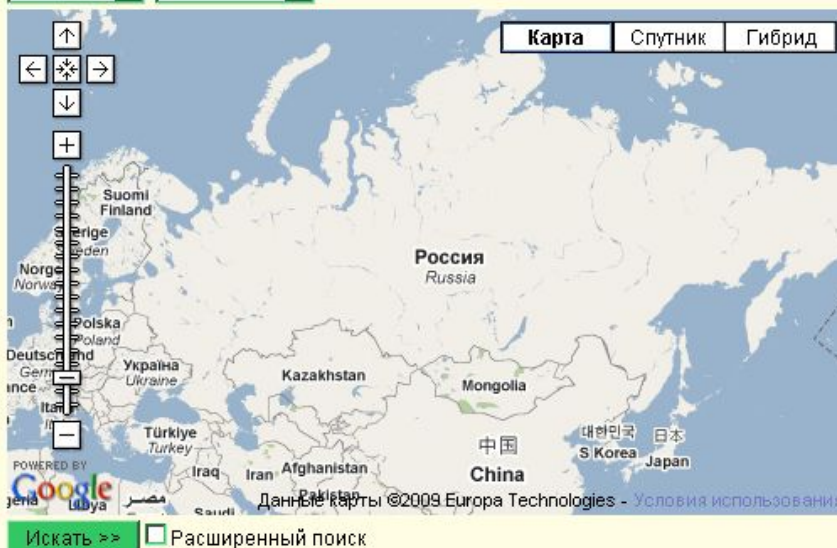 Карта Спутник Гибрид
Suomi
Finland
Norge
Norway
Россия
Russia
Polska
Poland
Deutschland
Україна
Ukraine
Kazakhstan
Mongolia
Türkiye
Turkey
中国
China
대한민국
S Korea
日本
Japan
Iraq
Iran
Afghanistan
Pakistan
مصر
Libya
Saudi
POWERED BY
Google
Данные карты ©2009 Europa Technologies - Условия использования
Искать >> Расширенный поиск